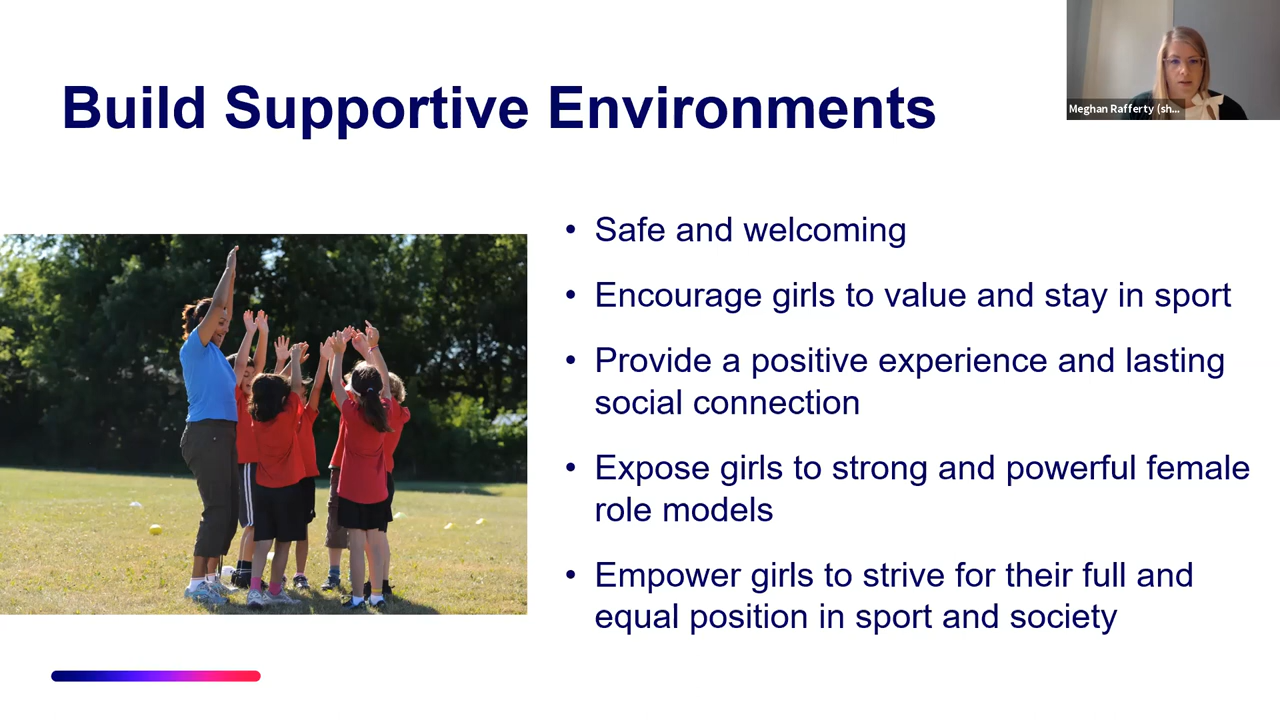 Build Supportive Environments
Meghan Rafferty (sh...
• Safe and welcoming
• Encourage girls to value and stay in sport
• Provide a positive experience and lasting
social connection
• Expose girls to strong and powerful female
role models
• Empower girls to strive for their full and
equal position in sport and society